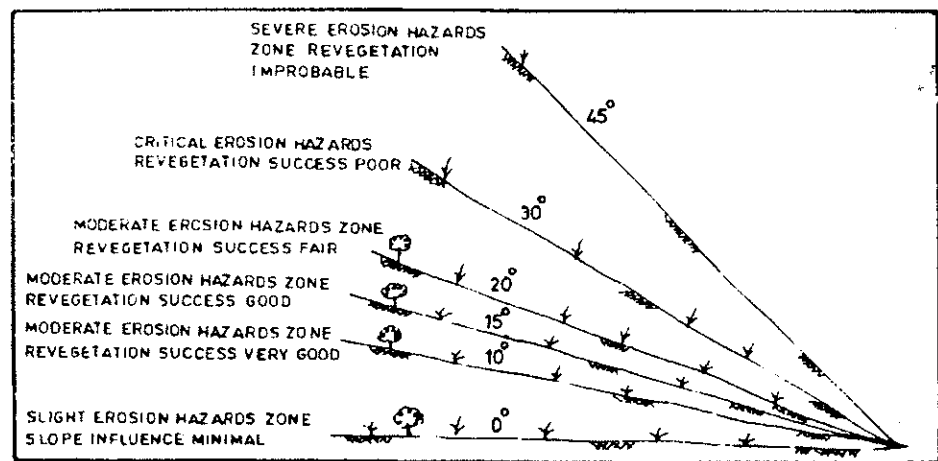 SEVERE EROSION HAZARDS
ZONE REVEGETATION
IMPROBABLE
45°
CRITICAL EROSION HAZARDS
REVEGETATION SUCCESS POOR
30°
MODERATE EROSION HAZARDS ZONE
REVEGETATION SUCCESS FAIR
20°
MODERATE EROSION HAZARDS ZONE
REVEGETATION SUCCESS GOOD
15°
MODERATE EROSION HAZARDS ZONE
REVEGETATION SUCCESS VERY GOOD
10°
SLIGHT EROSION HAZARDS ZONE
SLOPE INFLUENCE MINIMAL
0°